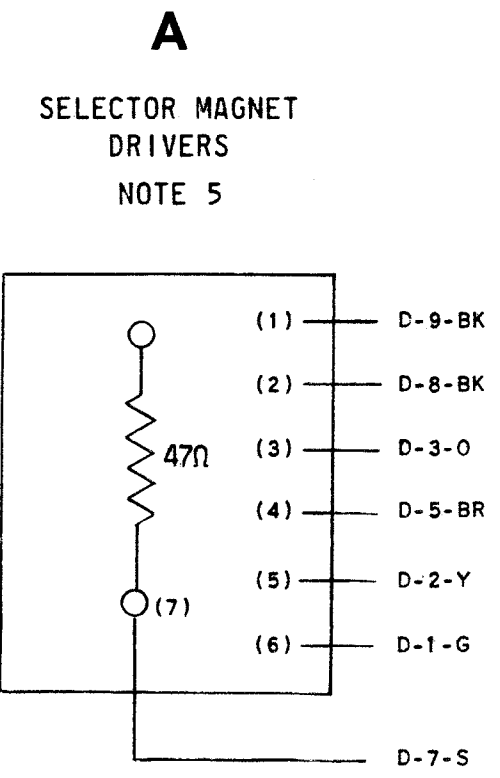 A
SELECTOR MAGNET
DRIVERS
NOTE 5
(1) D-9-BK
(2) D-8-BK
(3) D-3-O
47Ω
(4) D-5-BR
(5) D-2-Y
(7)
(6) D-1-G
D-7-S